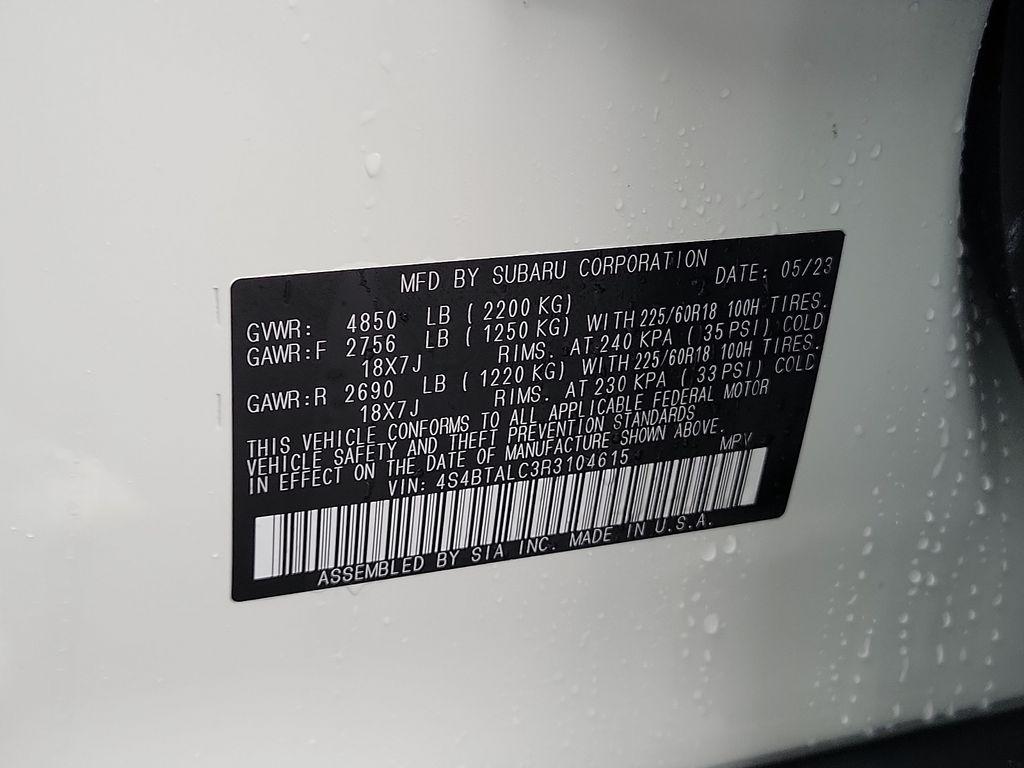 MFD BY SUBARU CORPORATION DATE: 05/23
GVWR: 4850 LB (2200 KG)
GAWR:F 2756 LB (1250 KG) WITH 225/60R18 100H TIRES.
18X7J RIMS. AT 240 KPA (35 PSI) COLD
GAWR:R 2690 LB (1220 KG) WITH 225/60R18 100H TIRES.
18X7J RIMS. AT 230 KPA (33 PSI) COLD
THIS VEHICLE CONFORMS TO ALL APPLICABLE FEDERAL MOTOR
VEHICLE SAFETY AND THEFT PREVENTION STANDARDS
IN EFFECT ON THE DATE OF MANUFACTURE SHOWN ABOVE.
VIN: 4S4BTALC3R3104615 MPV
ASSEMBLED BY SIA INC. MADE IN U.S.A.